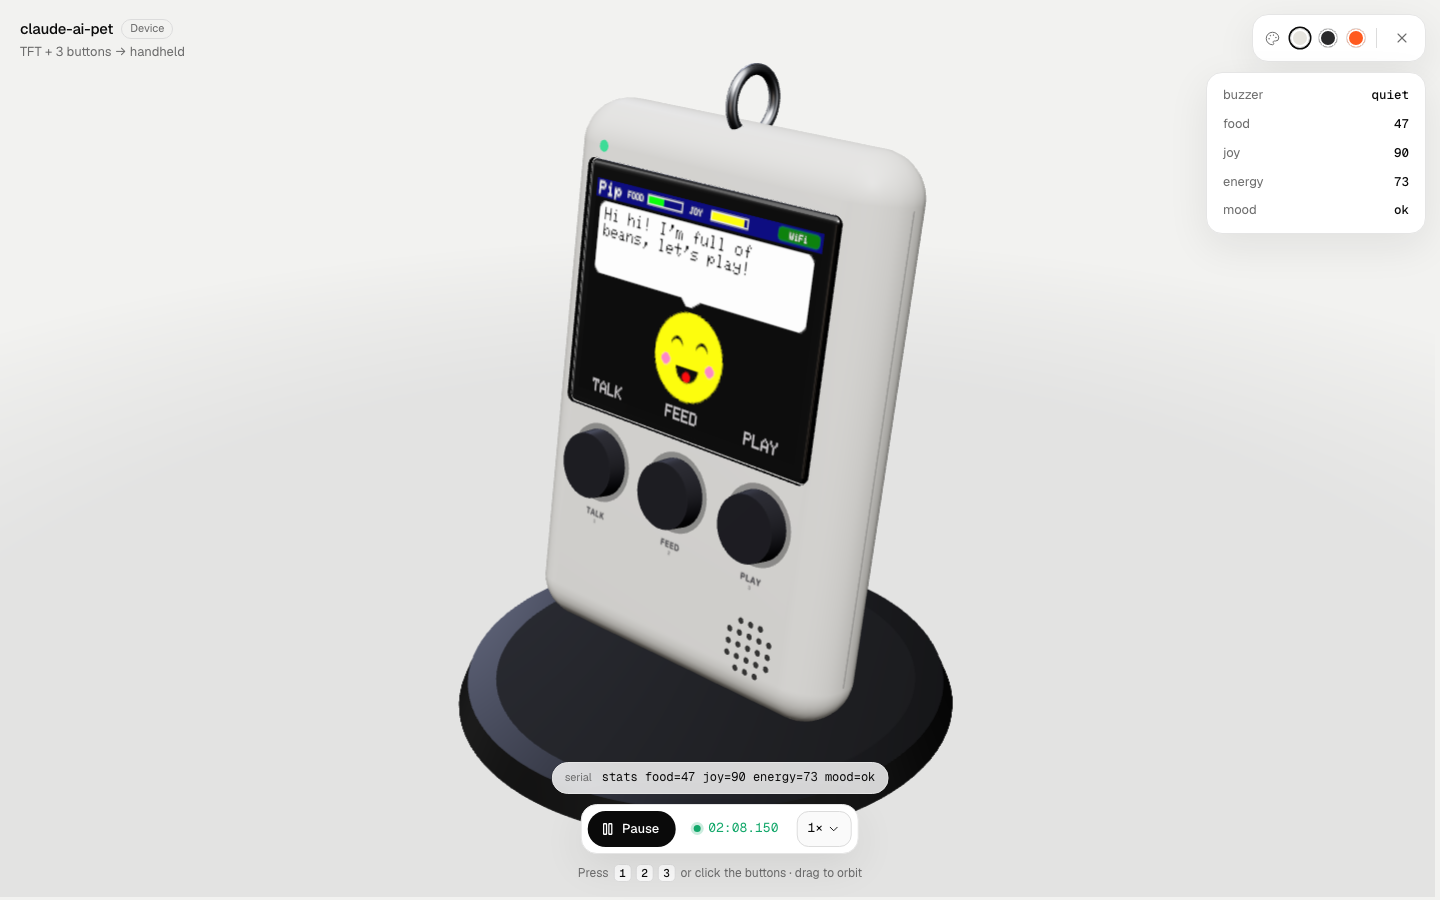 claude-ai-pet Device
TFT + 3 buttons → handheld
buzzer quiet
food 47
joy 90
energy 73
mood ok
Pip FOOD JOY WiFi
Hi hi! I'm full of
beans, let's play!
TALK FEED PLAY
TALK
FEED
PLAY
serial stats food=47 joy=90 energy=73 mood=ok
Pause 02:08.150 1×
Press 1 2 3 or click the buttons · drag to orbit